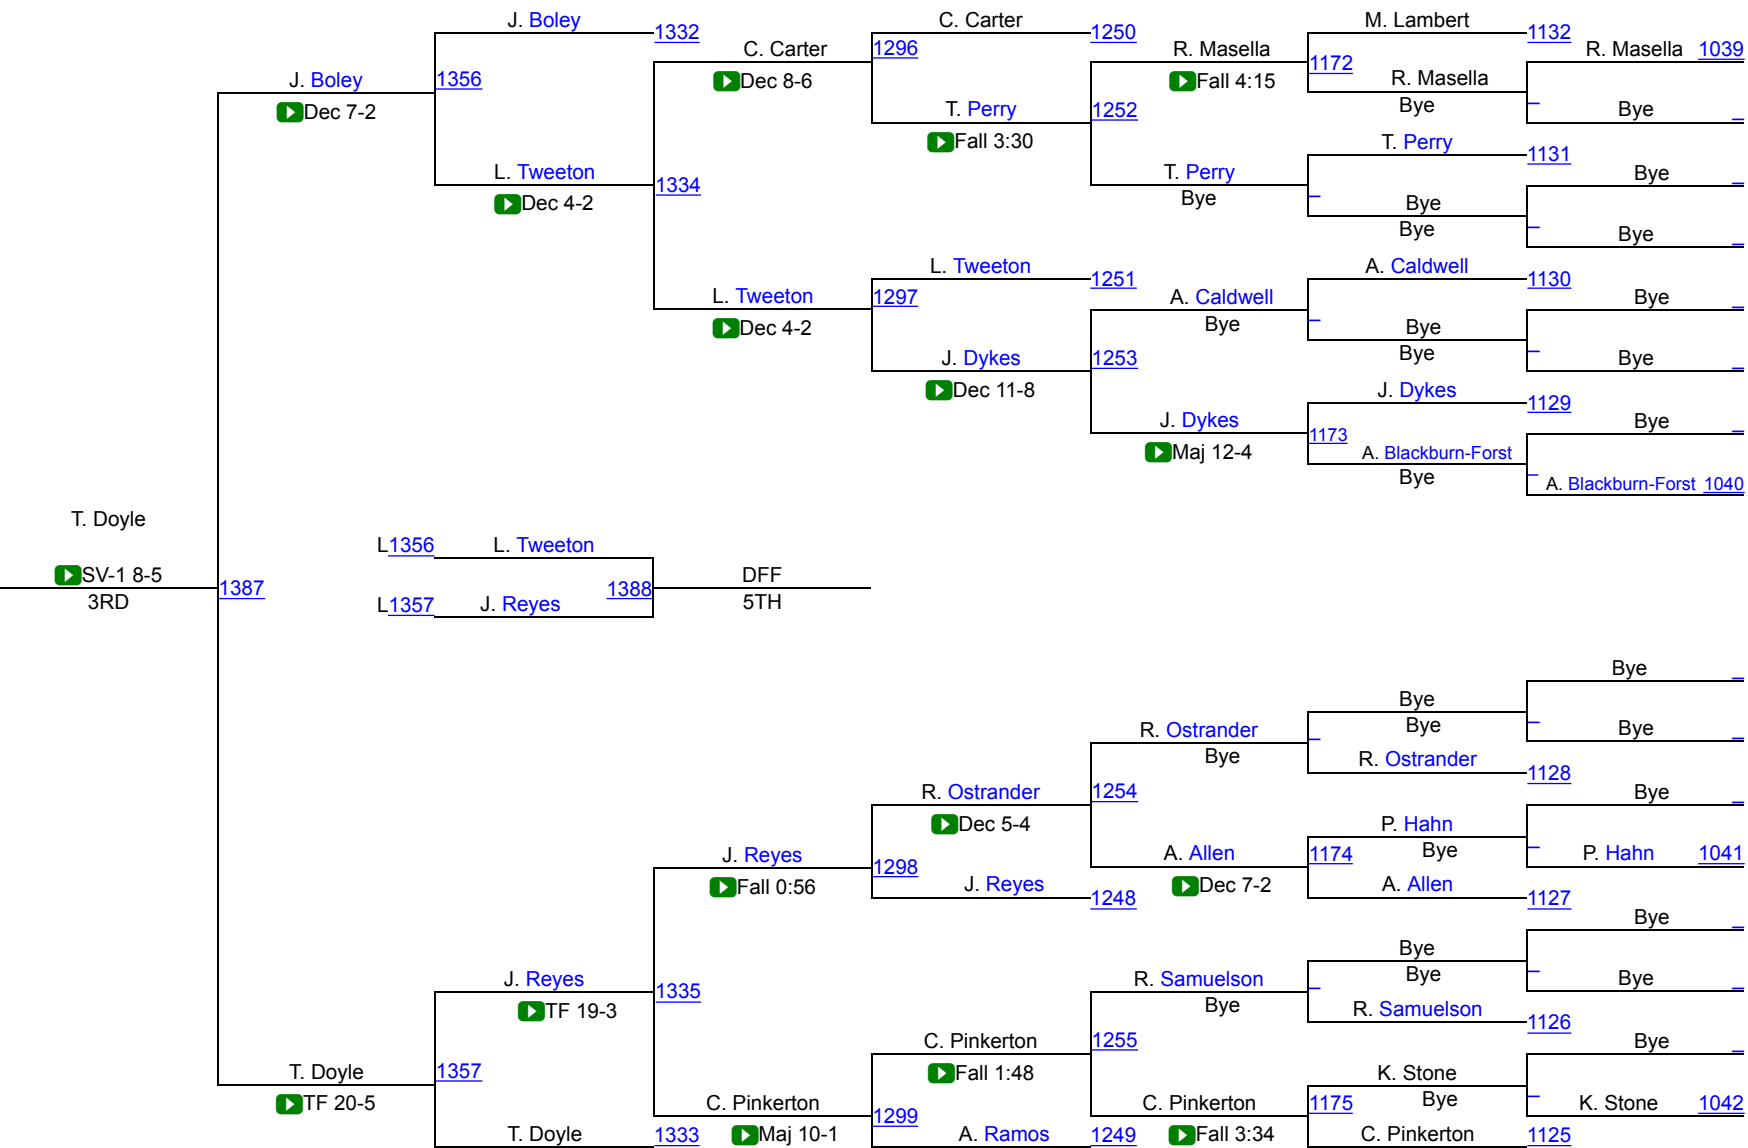 J. Boley
1332
C. Carter
1250
M. Lambert
1132
R. Masella 1039
C. Carter
1296
R. Masella
1172
J. Boley
1356
Dec 8-6
Fall 4:15
R. Masella
Bye
–
Bye
–
Dec 7-2
T. Perry
1252
Fall 3:30
T. Perry
1131
L. Tweeton
1334
T. Perry
Bye
–
Bye
–
Dec 4-2
Bye
Bye
–
Bye
–
L. Tweeton
1251
A. Caldwell
1130
L. Tweeton
1297
A. Caldwell
Bye
–
Dec 4-2
Bye
–
Bye
Bye
–
Bye
–
J. Dykes
1253
Dec 11-8
J. Dykes
1129
J. Dykes
1173
Bye
–
Maj 12-4
A. Blackburn-Forst
Bye
–
A. Blackburn-Forst 1040
T. Doyle
SV-1 8-5
3RD
1387
L1356
L. Tweeton
L1357
J. Reyes
1388
DFF
5TH
Bye
–
Bye
Bye
–
Bye
–
R. Ostrander
Bye
–
R. Ostrander
1128
R. Ostrander
1254
Bye
–
Dec 5-4
P. Hahn
Bye
–
J. Reyes
1298
A. Allen
1174
P. Hahn 1041
Fall 0:56
J. Reyes
1248
Dec 7-2
A. Allen
1127
Bye
–
Bye
Bye
–
Bye
–
J. Reyes
1335
R. Samuelson
Bye
–
TF 19-3
R. Samuelson
1126
C. Pinkerton
1255
Bye
–
T. Doyle
1357
Fall 1:48
K. Stone
Bye
–
TF 20-5
C. Pinkerton
1299
C. Pinkerton
1175
K. Stone 1042
T. Doyle
1333
Maj 10-1
A. Ramos
1249
Fall 3:34
C. Pinkerton
1125